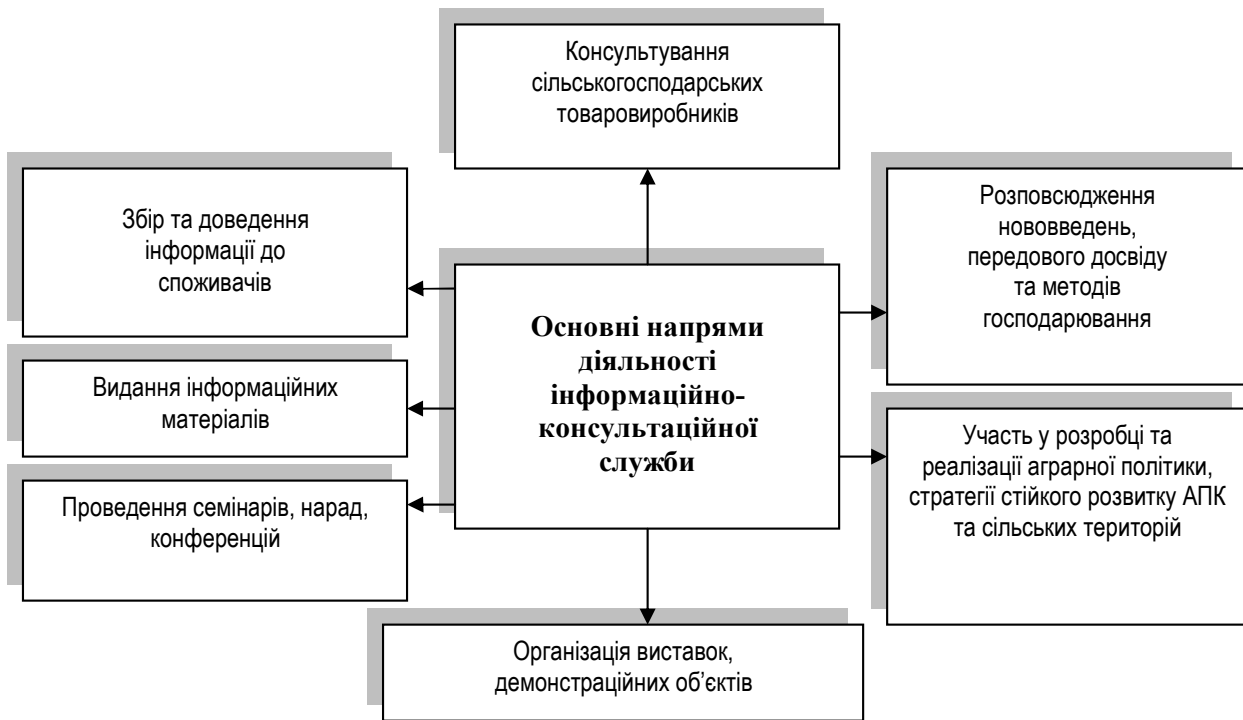 Консультування
сільськогосподарських
товаровиробників
Збір та доведення
інформації до
споживачів
Розповсюдження
нововведень,
передового досвіду
та методів
господарювання
Основні напрями
діяльності
інформаційно-
консультаційної
служби
Видання інформаційних
матеріалів
Участь у розробці та
реалізації аграрної політики,
стратегії стійкого розвитку АПК
та сільських територій
Проведення семінарів, нарад,
конференцій
Організація виставок,
демонстраційних об’єктів